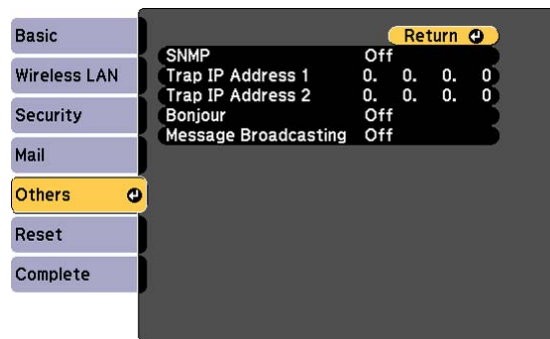 Basic
Wireless LAN
Security
Mail
Others
Reset
Complete
Return
SNMP Off
Trap IP Address 1 0. 0. 0. 0
Trap IP Address 2 0. 0. 0. 0
Bonjour Off
Message Broadcasting Off